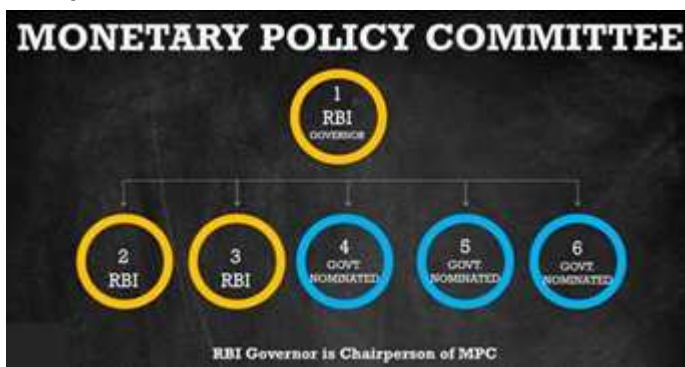 MONETARY POLICY COMMITTEE
1
RBI
GOVERNOR
2
RBI
3
RBI
4
GOVT.
NOMINATED
5
GOVT.
NOMINATED
6
GOVT.
NOMINATED
RBI Governor is Chairperson of MPC